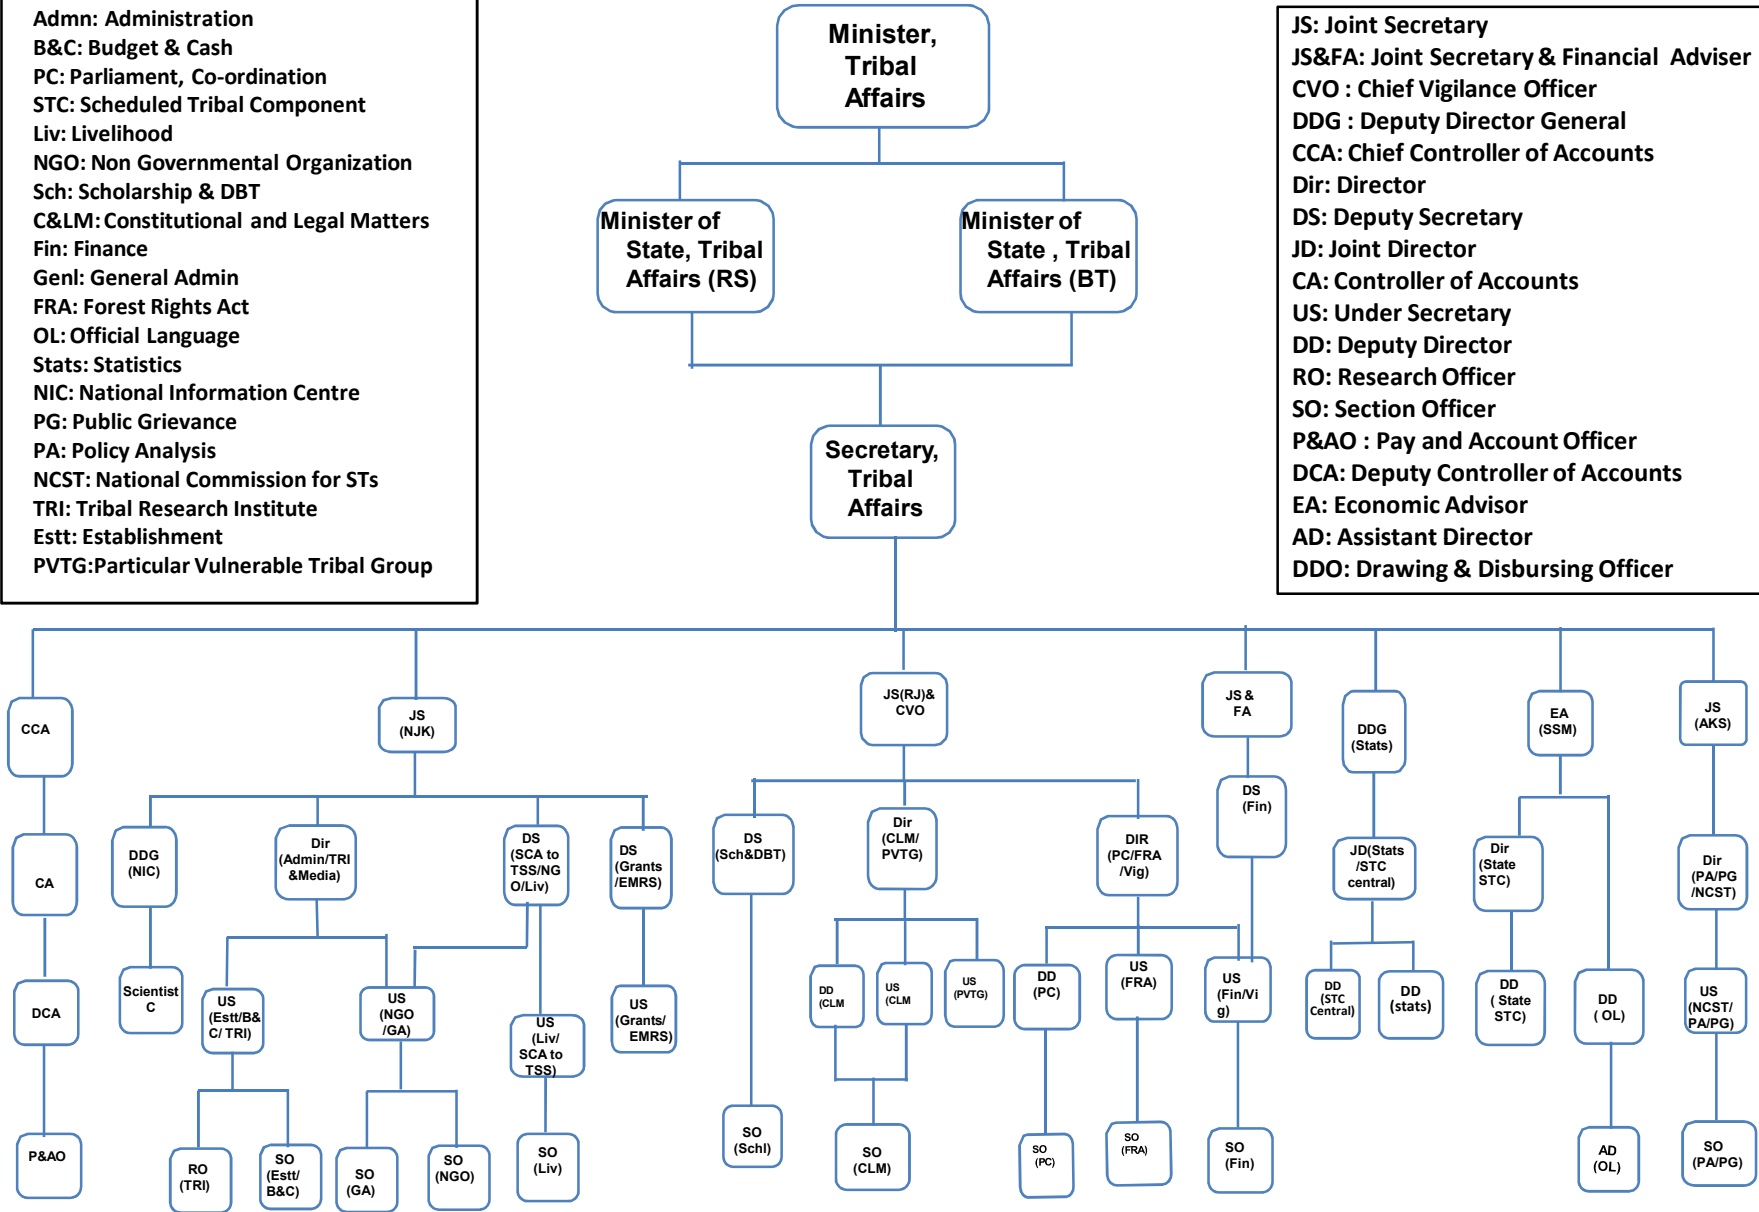 Admn: Administration
B&C: Budget & Cash
PC: Parliament, Co-ordination
STC: Scheduled Tribal Component
Liv: Livelihood
NGO: Non Governmental Organization
Sch: Scholarship & DBT
C&LM: Constitutional and Legal Matters
Fin: Finance
Genl: General Admin
FRA: Forest Rights Act
OL: Official Language
Stats: Statistics
NIC: National Information Centre
PG: Public Grievance
PA: Policy Analysis
NCST: National Commission for STs
TRI: Tribal Research Institute
Estt: Establishment
PVTG:Particular Vulnerable Tribal Group
Minister,
Tribal
Affairs
Minister of
State, Tribal
Affairs (RS)
Minister of
State , Tribal
Affairs (BT)
Secretary,
Tribal
Affairs
JS: Joint Secretary
JS&FA: Joint Secretary & Financial Adviser
CVO : Chief Vigilance Officer
DDG : Deputy Director General
CCA: Chief Controller of Accounts
Dir: Director
DS: Deputy Secretary
JD: Joint Director
CA: Controller of Accounts
US: Under Secretary
DD: Deputy Director
RO: Research Officer
SO: Section Officer
P&AO : Pay and Account Officer
DCA: Deputy Controller of Accounts
EA: Economic Advisor
AD: Assistant Director
DDO: Drawing & Disbursing Officer
CCA
JS
(NJK)
JS(RJ)&
CVO
JS &
FA
DDG
(Stats)
EA
(SSM)
JS
(AKS)
CA
DDG
(NIC)
Dir
(Admin/TRI
&Media)
DS
(SCA to
TSS/NG
O/Liv)
DS
(Grants
/EMRS)
DS
(Sch&DBT)
Dir
(CLM/
PVTG)
DIR
(PC/FRA
/Vig)
DS
(Fin)
JD(Stats
/STC
central)
Dir
(State
STC)
Dir
(PA/PG
/NCST)
DCA
Scientist
C
US
(Estt/B&
C/ TRI)
US
(NGO
/GA)
US
(Liv/
SCA to
TSS)
US
(Grants/
EMRS)
DD
(CLM
US
(CLM
US
(PVTG)
DD
(PC)
US
(FRA)
US
(Fin/Vi
g)
DD
(STC
Central)
DD
(stats)
DD
( State
STC)
DD
( OL)
US
(NCST/
PA/PG)
P&AO
RO
(TRI)
SO
(Estt/
B&C)
SO
(GA)
SO
(NGO)
SO
(Liv)
SO
(Schl)
SO
(CLM)
SO
(PC)
SO
(FRA)
SO
(Fin)
AD
(OL)
SO
(PA/PG)